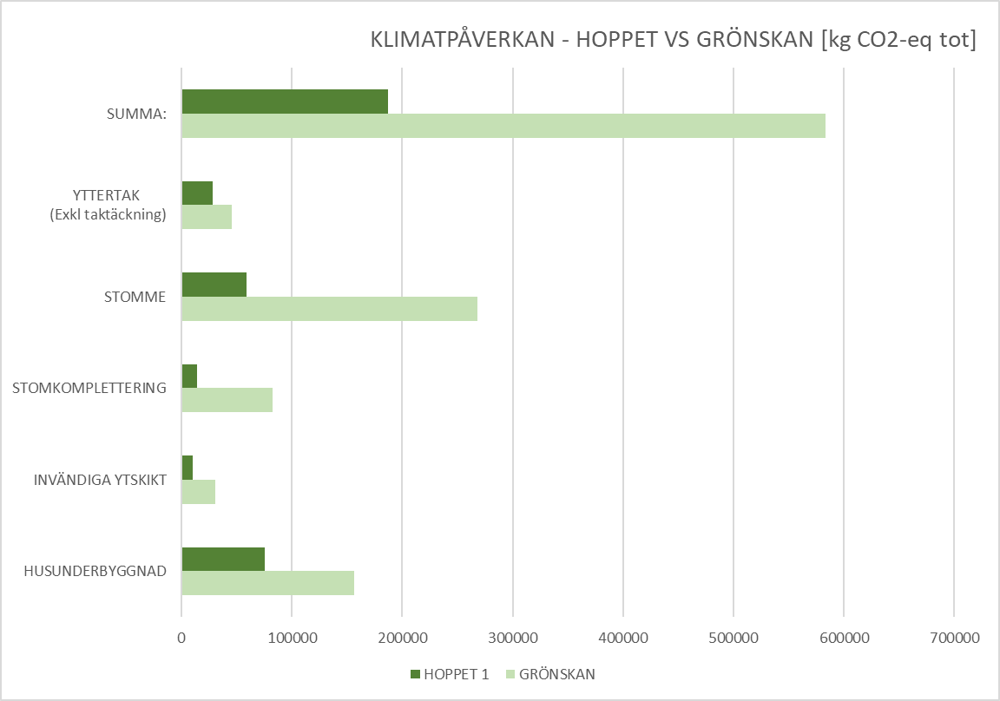 KLIMATPÅVERKAN - HOPPET VS GRÖNSKAN [kg CO2-eq tot]
SUMMA:
YTTERTAK
(Exkl taktäckning)
STOMME
STOMKOMPLETTERING
INVÄNDIGA YTSKIKT
HUSUNDERBYGGNAD
0 100000 200000 300000 400000 500000 600000 700000
HOPPET 1 GRÖNSKAN